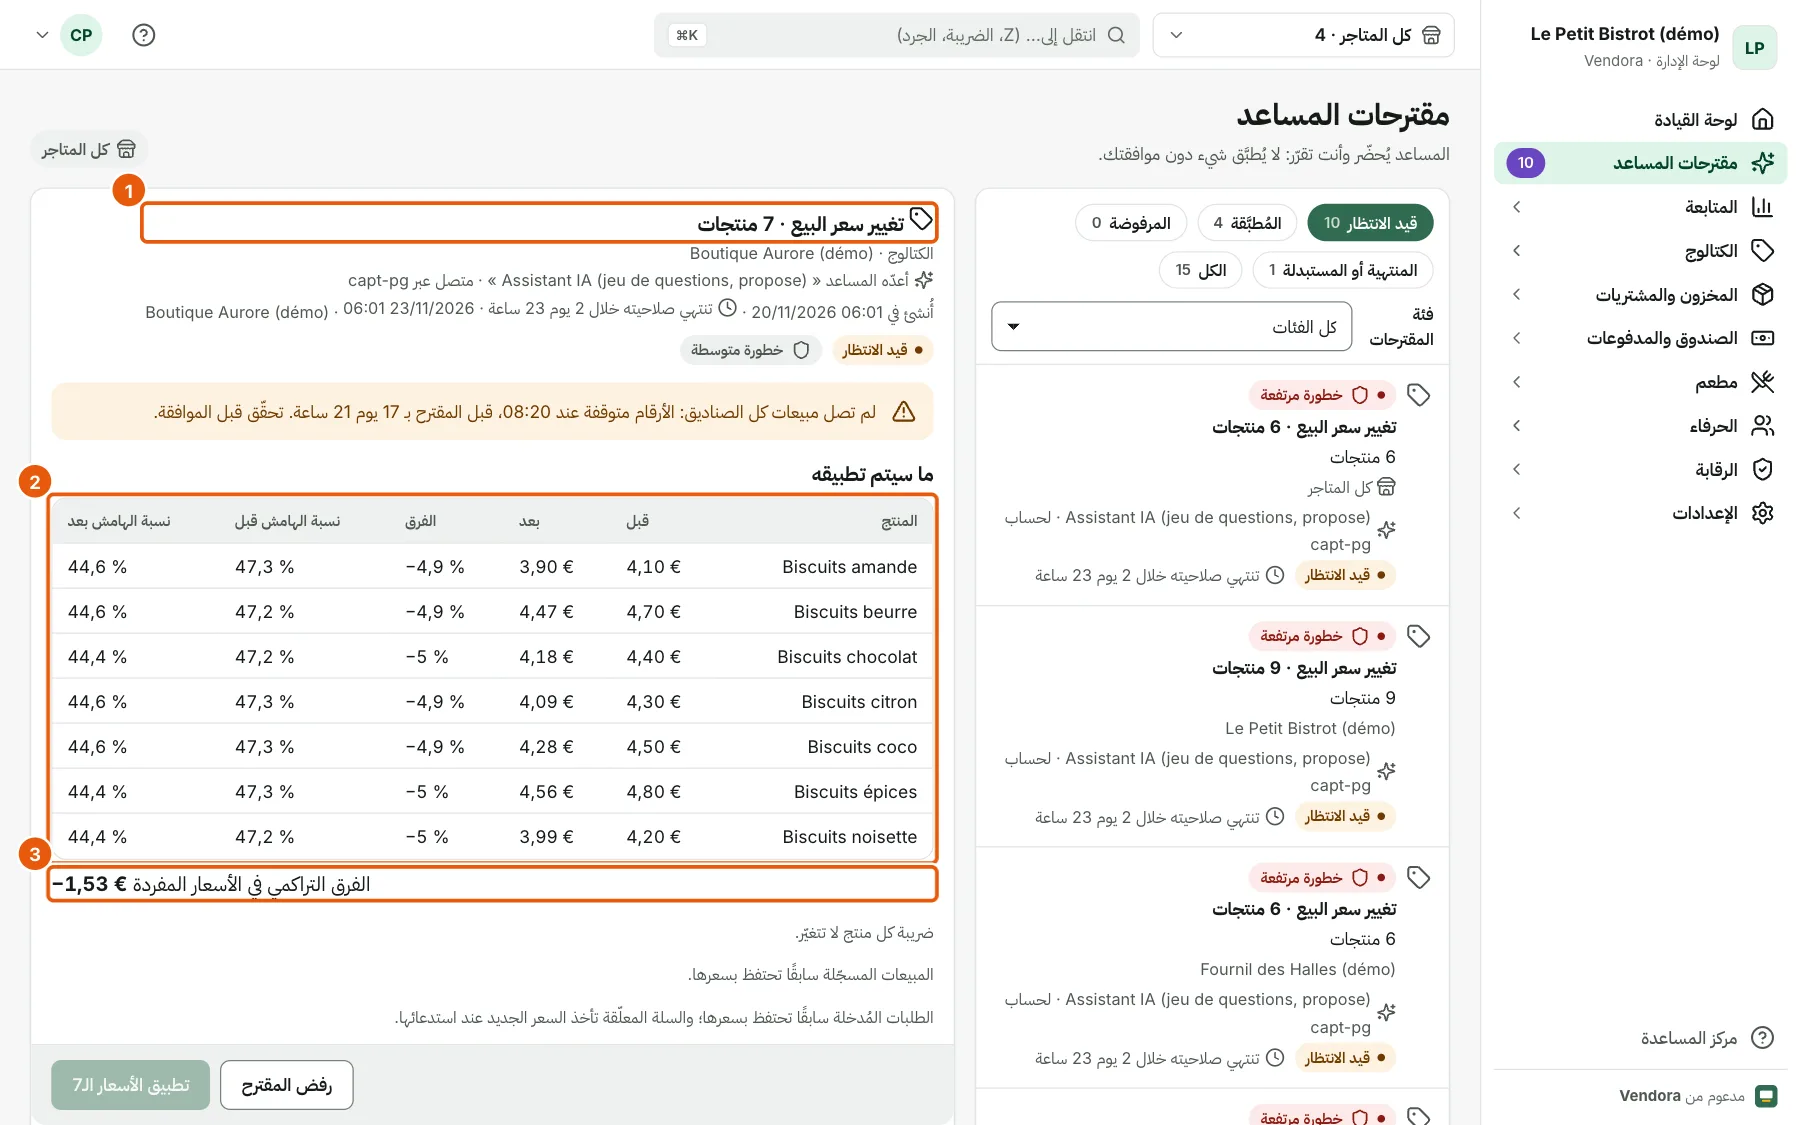 Le Petit Bistrot (démo)
لوحة الإدارة · Vendora
LP
لوحة القيادة
مقترحات المساعد
10
المتابعة
الكتالوج
المخزون والمشتريات
الصندوق والمدفوعات
مطعم
الحرفاء
الرقابة
الإعدادات
مركز المساعدة
مدعوم من Vendora
كل المتاجر · 4
انتقل إلى... (Z، الضريبة، الجرد)
⌘K
CP
مقترحات المساعد
المساعد يُحضّر وأنت تقرّر: لا يُطبَّق شيء دون موافقتك.
كل المتاجر
قيد الانتظار 10
المُطبَّقة 4
المرفوضة 0
المنتهية أو المستبدلة 1
الكل 15
فئة المقترحات
كل الفئات
خطورة مرتفعة
تغيير سعر البيع · 6 منتجات
6 منتجات
كل المتاجر
Assistant IA (jeu de questions, propose) · لحساب
capt-pg
قيد الانتظار
تنتهي صلاحيته خلال 2 يوم 23 ساعة
خطورة مرتفعة
تغيير سعر البيع · 9 منتجات
9 منتجات
Le Petit Bistrot (démo)
Assistant IA (jeu de questions, propose) · لحساب
capt-pg
قيد الانتظار
تنتهي صلاحيته خلال 2 يوم 23 ساعة
خطورة مرتفعة
تغيير سعر البيع · 6 منتجات
6 منتجات
Fournil des Halles (démo)
Assistant IA (jeu de questions, propose) · لحساب
capt-pg
قيد الانتظار
تنتهي صلاحيته خلال 2 يوم 23 ساعة
خطورة مرتفعة
1
تغيير سعر البيع · 7 منتجات
الكتالوج · Boutique Aurore (démo)
أعدّه المساعد « Assistant IA (jeu de questions, propose) » · متصل عبر capt-pg
أُنشئ في 20/11/2026 06:01 · تنتهي صلاحيته خلال 2 يوم 23 ساعة · 23/11/2026 06:01 · Boutique Aurore (démo)
قيد الانتظار
خطورة متوسطة
لم تصل مبيعات كل الصناديق: الأرقام متوقفة عند 08:20، قبل المقترح بـ 17 يوم 21 ساعة. تحقّق قبل الموافقة.
ما سيتم تطبيقه
2
المنتج قبل بعد الفرق نسبة الهامش قبل نسبة الهامش بعد
Biscuits amande 4,10 € 3,90 € −4,9 % 47,3 % 44,6 %
Biscuits beurre 4,70 € 4,47 € −4,9 % 47,2 % 44,6 %
Biscuits chocolat 4,40 € 4,18 € −5 % 47,2 % 44,4 %
Biscuits citron 4,30 € 4,09 € −4,9 % 47,3 % 44,6 %
Biscuits coco 4,50 € 4,28 € −4,9 % 47,3 % 44,6 %
Biscuits épices 4,80 € 4,56 € −5 % 47,3 % 44,4 %
Biscuits noisette 4,20 € 3,99 € −5 % 47,2 % 44,4 %
3
الفرق التراكمي في الأسعار المفردة −1,53 €
ضريبة كل منتج لا تتغيّر.
المبيعات المسجّلة سابقًا تحتفظ بسعرها.
الطلبات المُدخلة سابقًا تحتفظ بسعرها؛ والسلة المعلّقة تأخذ السعر الجديد عند استدعائها.
رفض المقترح
تطبيق الأسعار الـ7